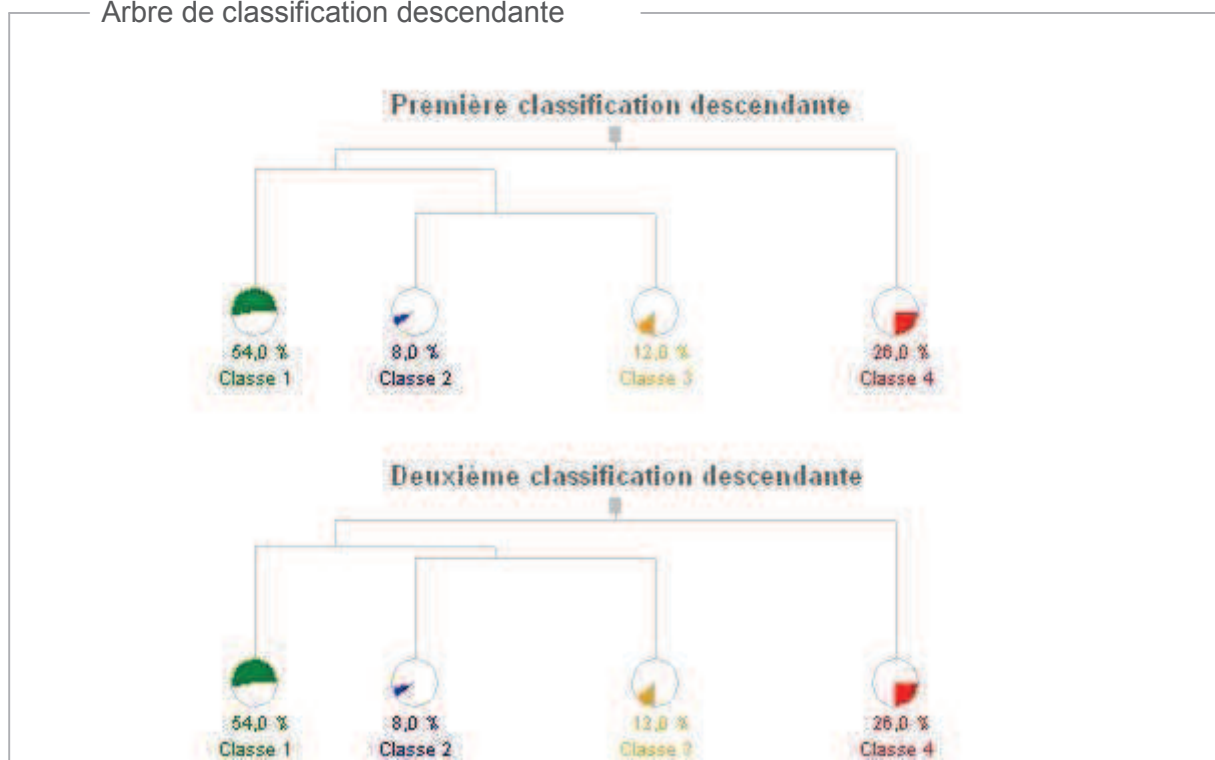 Arbre de classification descendante
Première classification descendante
54,0 % 8,0 % 12,0 % 26,0 %
Classe 1 Classe 2 Classe 3 Classe 4
Deuxième classification descendante
54,0 % 8,0 % 12,0 % 26,0 %
Classe 1 Classe 2 Classe Classe 4